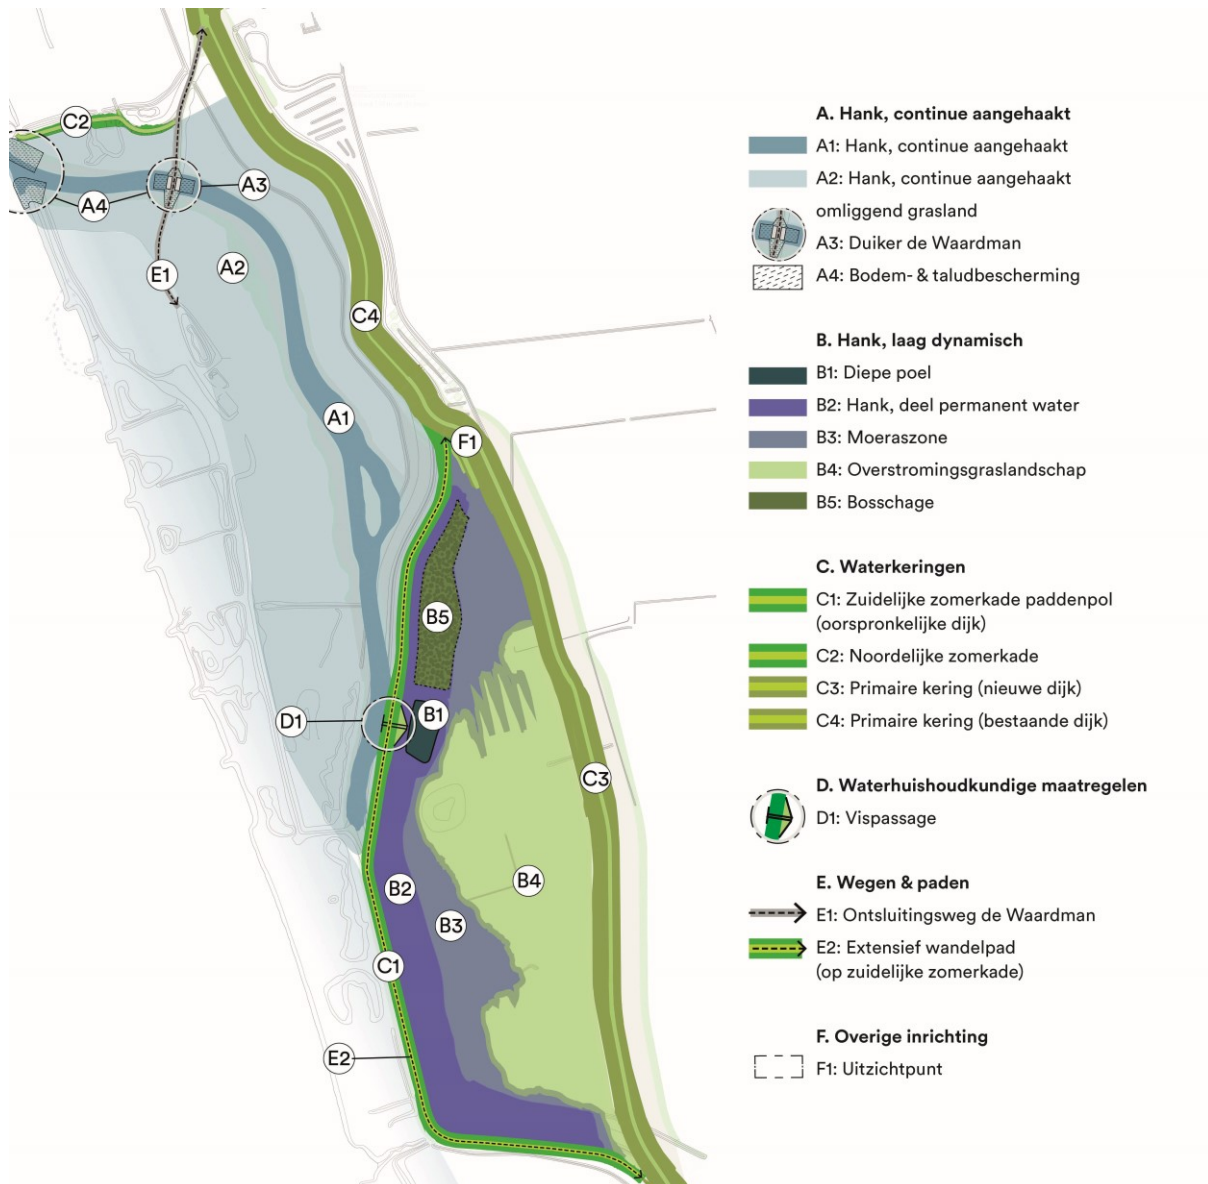 C2
A3
A4
E1
A2
C4
A1
F1
B5
D1
B1
C3
B2
B4
B3
C1
E2
A. Hank, continue aangehaakt
A1: Hank, continue aangehaakt
A2: Hank, continue aangehaakt
omliggend grasland
A3: Duiker de Waardman
A4: Bodem- & taludbescherming
B. Hank, laag dynamisch
B1: Diepe poel
B2: Hank, deel permanent water
B3: Moeraszone
B4: Overstromingsgraslandschap
B5: Bosschage
C. Waterkeringen
C1: Zuidelijke zomerkade paddenpol
(oorspronkelijke dijk)
C2: Noordelijke zomerkade
C3: Primaire kering (nieuwe dijk)
C4: Primaire kering (bestaande dijk)
D. Waterhuishoudkundige maatregelen
D1: Vispassage
E. Wegen & paden
E1: Ontsluitingsweg de Waardman
E2: Extensief wandelpad
(op zuidelijke zomerkade)
F. Overige inrichting
F1: Uitzichtpunt